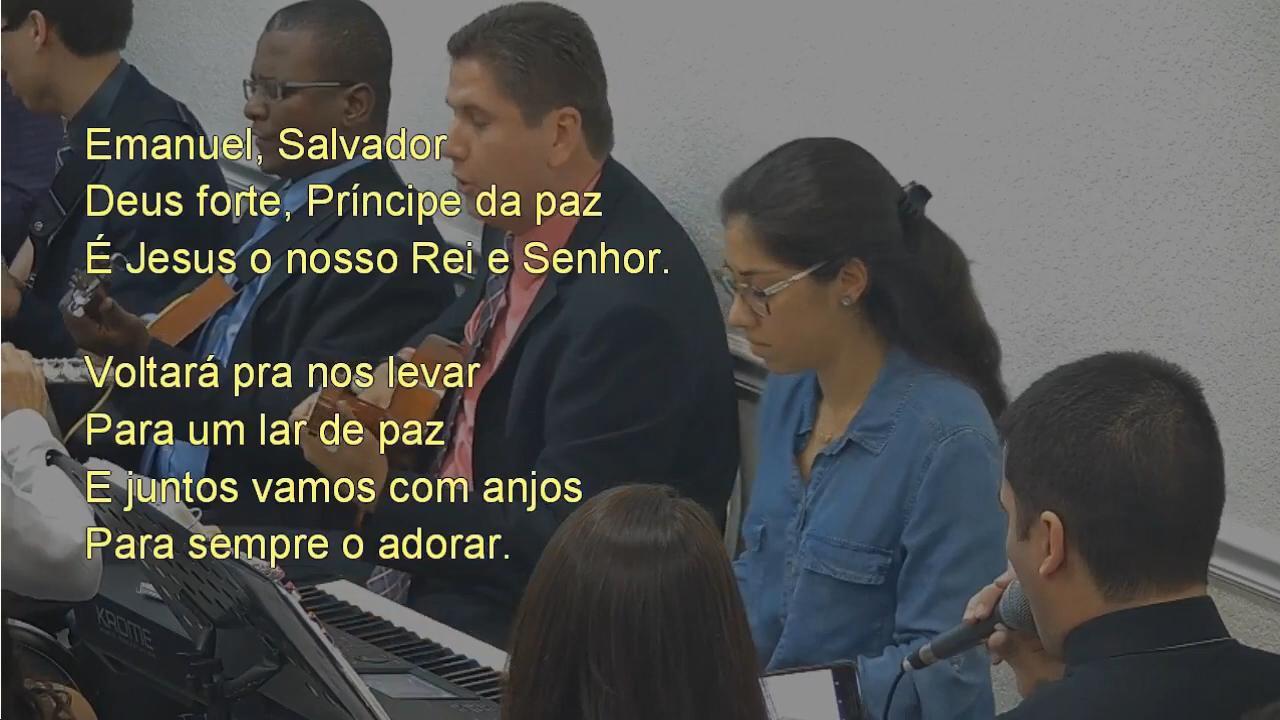 Emanuel, Salvador
Deus forte, Príncipe da paz
É Jesus o nosso Rei e Senhor.
Voltará pra nos levar
Para um lar de paz
E juntos vamos com anjos
Para sempre o adorar.
KROME